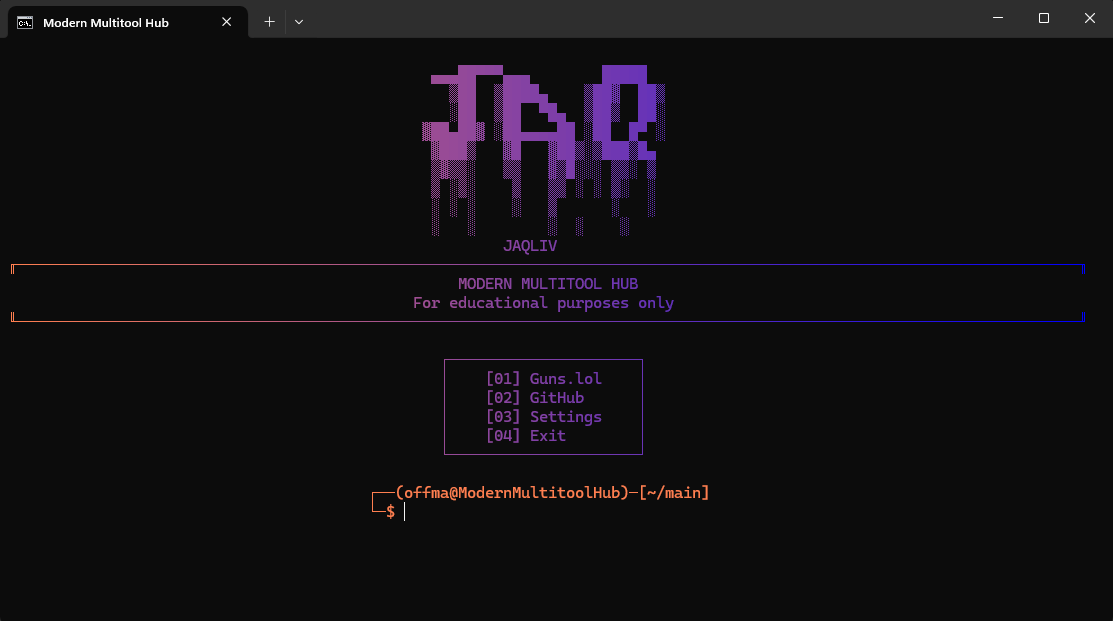 Modern Multitool Hub
JAQLIV
MODERN MULTITOOL HUB
For educational purposes only
[01] Guns.lol
[02] GitHub
[03] Settings
[04] Exit
(offma@ModernMultitoolHub)-[~/main]
$